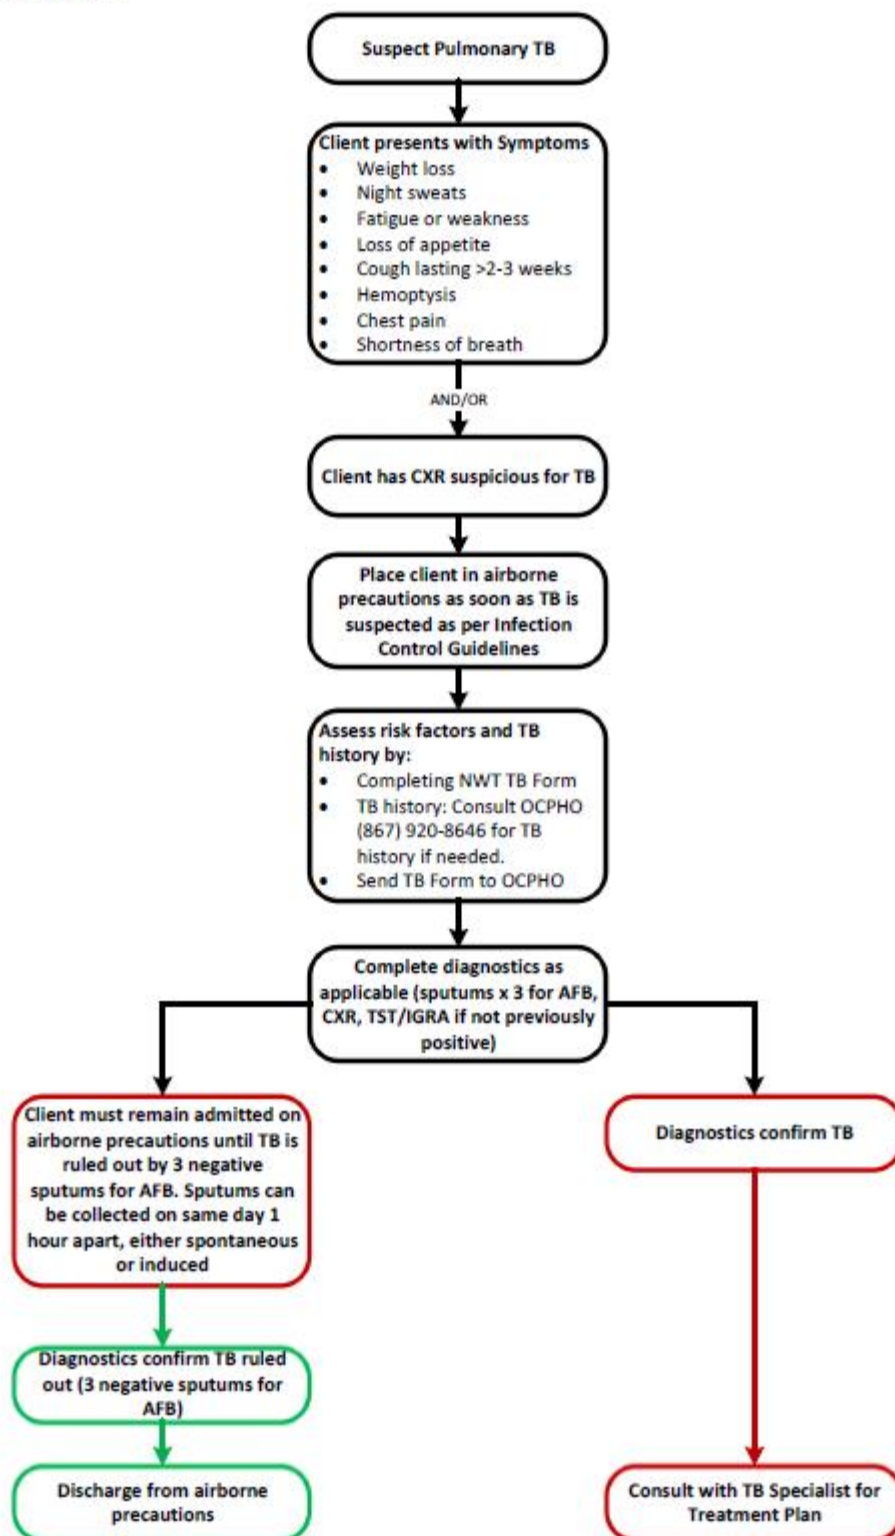 Suspect Pulmonary TB
Client presents with Symptoms
• Weight loss
• Night sweats
• Fatigue or weakness
• Loss of appetite
• Cough lasting >2-3 weeks
• Hemoptysis
• Chest pain
• Shortness of breath
AND/OR
Client has CXR suspicious for TB
Place client in airborne
precautions as soon as TB is
suspected as per Infection
Control Guidelines
Assess risk factors and TB
history by:
• Completing NWT TB Form
• TB history: Consult OCPHO
(867) 920-8646 for TB
history if needed.
• Send TB Form to OCPHO
Complete diagnostics as
applicable (sputums x 3 for AFB,
CXR, TST/IGRA if not previously
positive)
Client must remain admitted on
airborne precautions until TB is
ruled out by 3 negative
sputums for AFB. Sputums can
be collected on same day 1
hour apart, either spontaneous
or induced
Diagnostics confirm TB ruled
out (3 negative sputums for
AFB)
Discharge from airborne
precautions
Diagnostics confirm TB
Consult with TB Specialist for
Treatment Plan